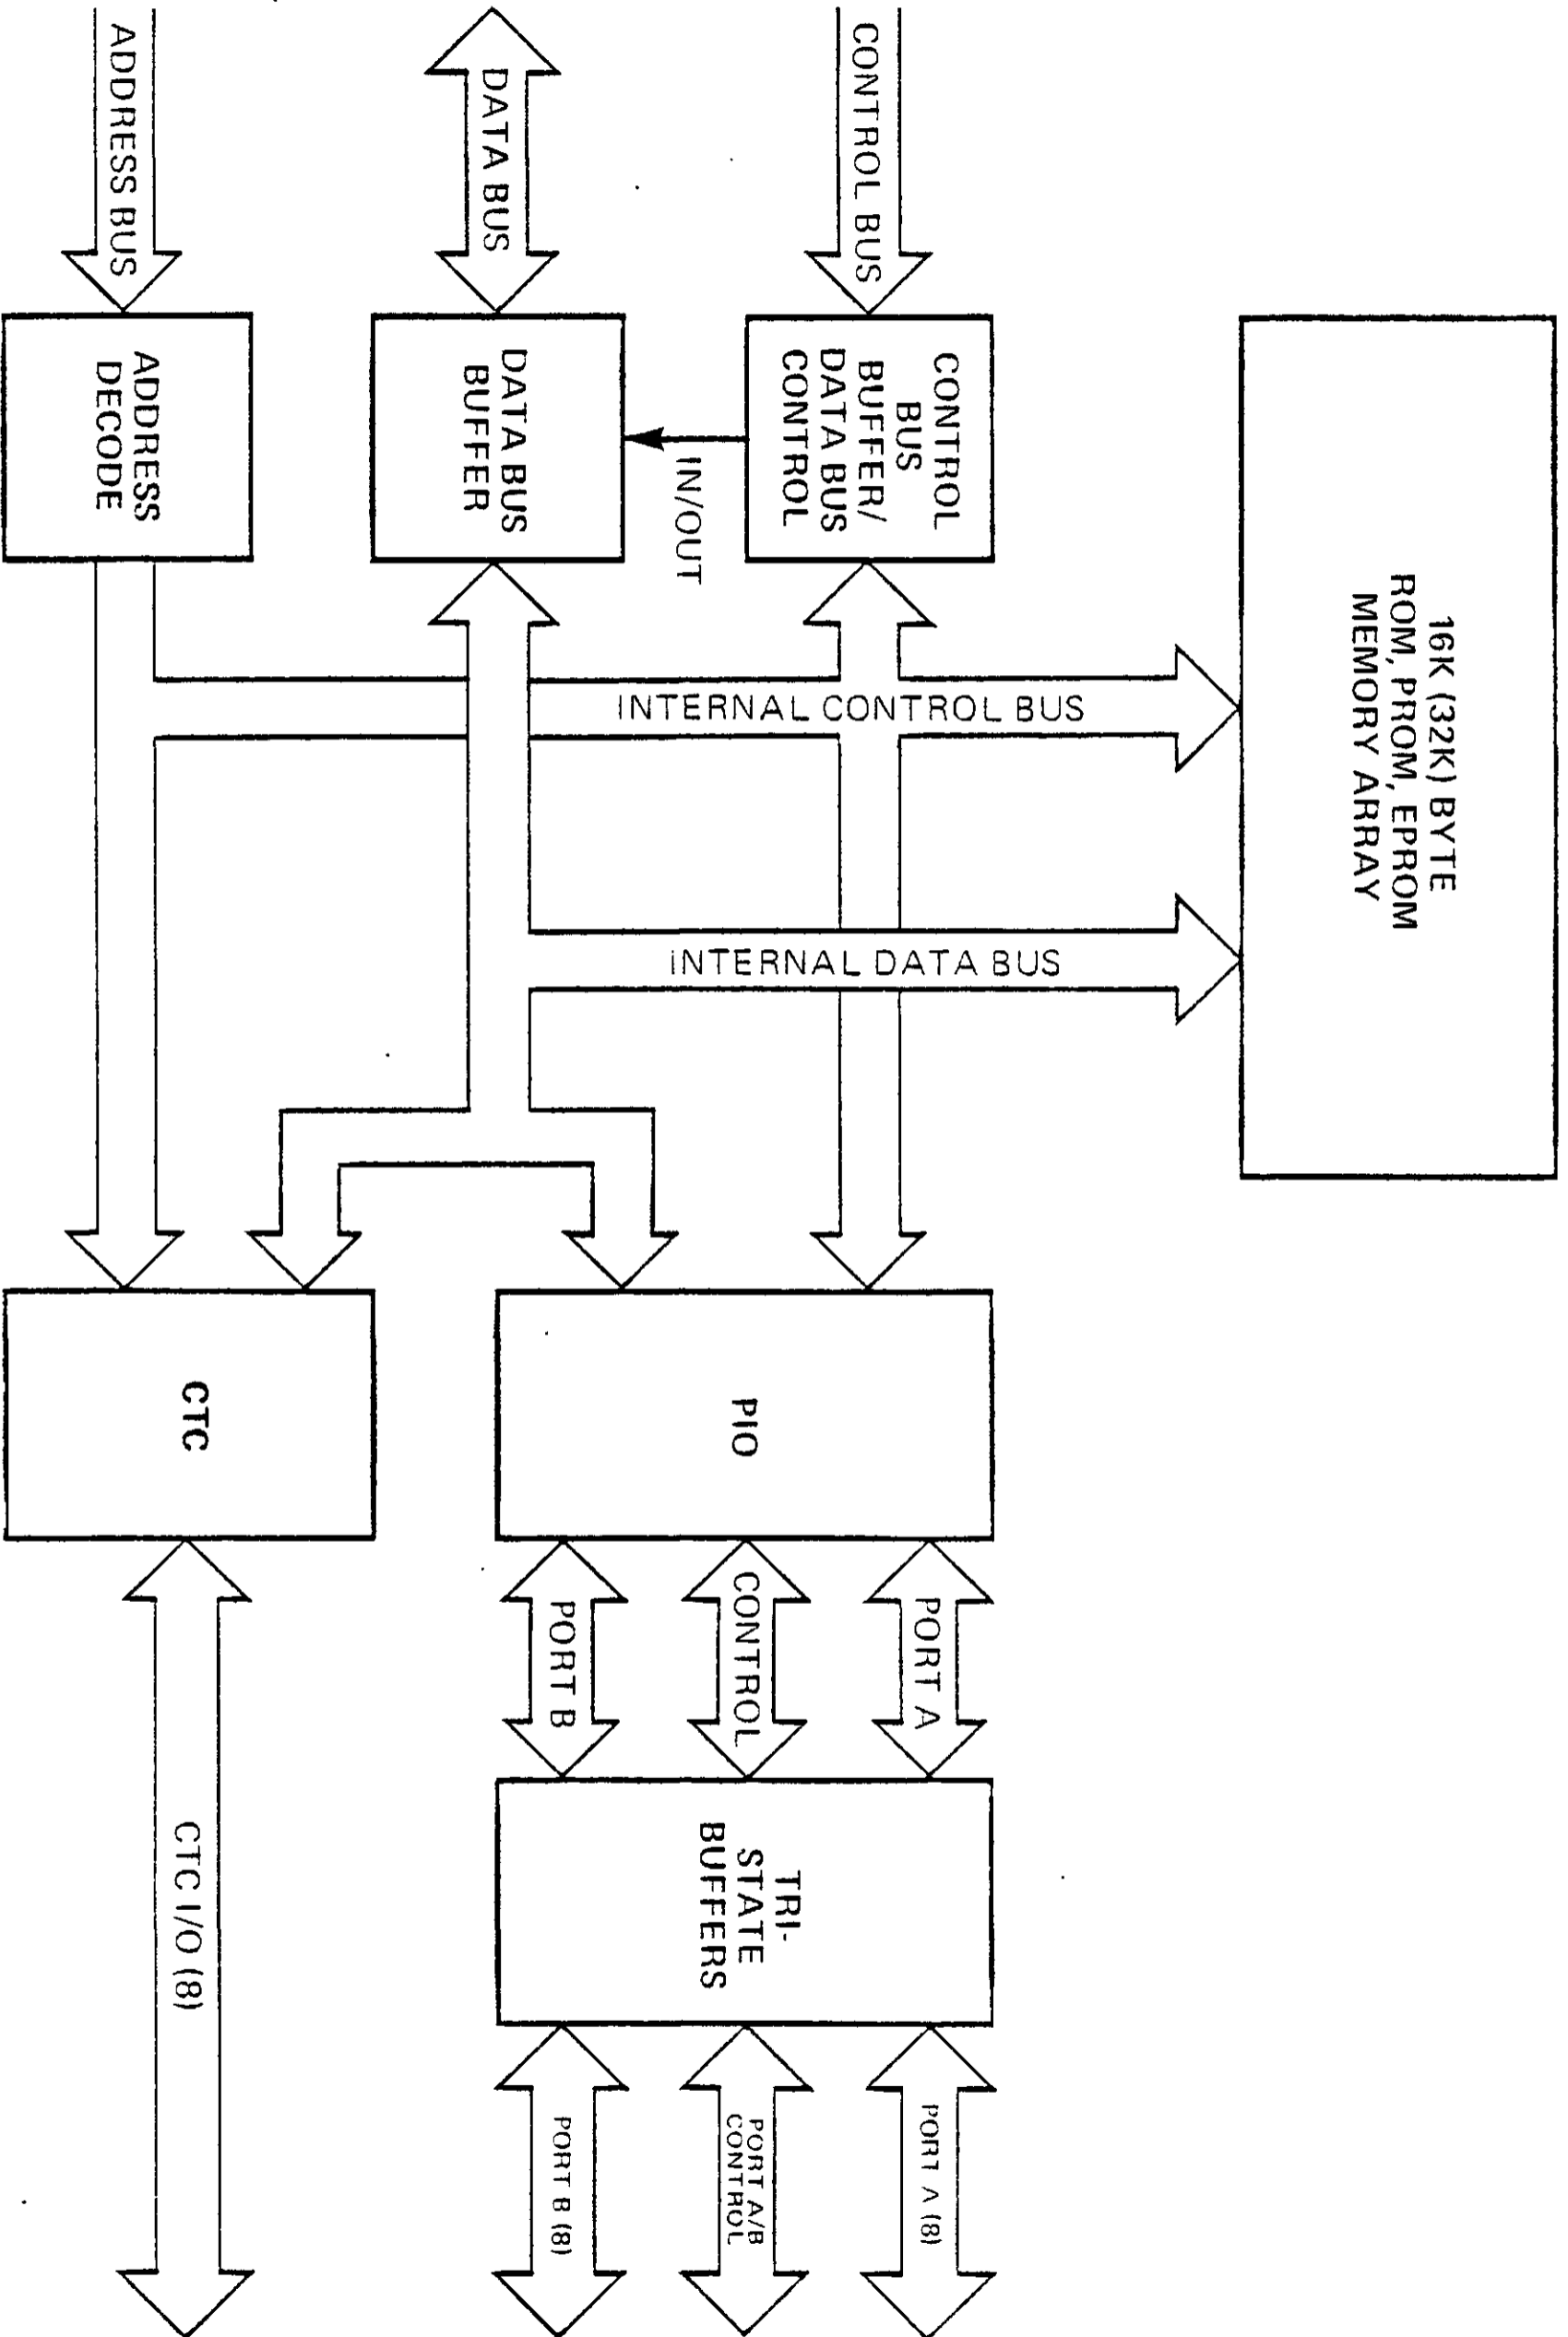 16K (32K) BYTE
ROM, PROM, EPROM
MEMORY ARRAY
CONTROL BUS
CONTROL
BUS
BUFFER/
DATA BUS
CONTROL
INTERNAL CONTROL BUS
INTERNAL DATA BUS
IN/OUT
DATA BUS
DATA BUS
BUFFER
ADDRESS BUS
ADDRESS
DECODE
PIO
PORT A
CONTROL
PORT B
TRI-
STATE
BUFFERS
PORT A (8)
PORT A/B
CONTROL
PORT B (8)
CTC
CTC I/O (8)